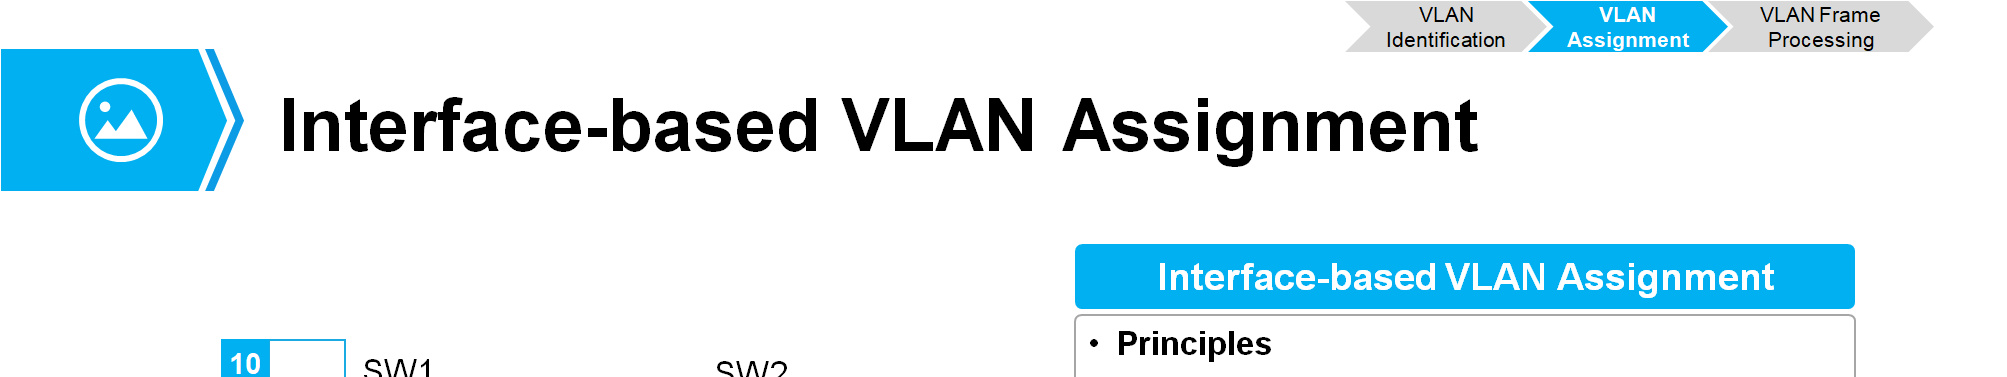 VLAN
Identification
VLAN
Assignment
VLAN Frame
Processing
Interface-based VLAN Assignment
Interface-based VLAN Assignment
• Principles
10
SW1
SW2